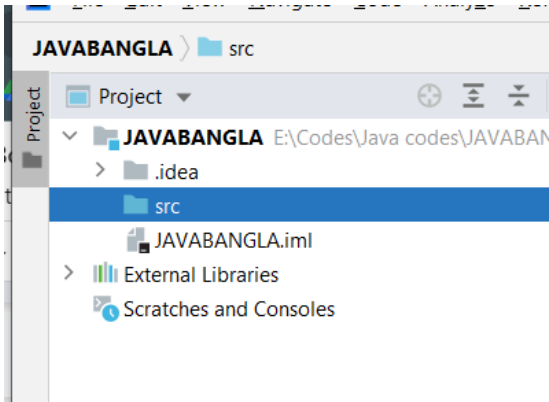 JAVABANGLA src
Project
Project
JAVABANGLA E:\Codes\Java codes\JAVABAN
.idea
src
JAVABANGLA.iml
External Libraries
Scratches and Consoles